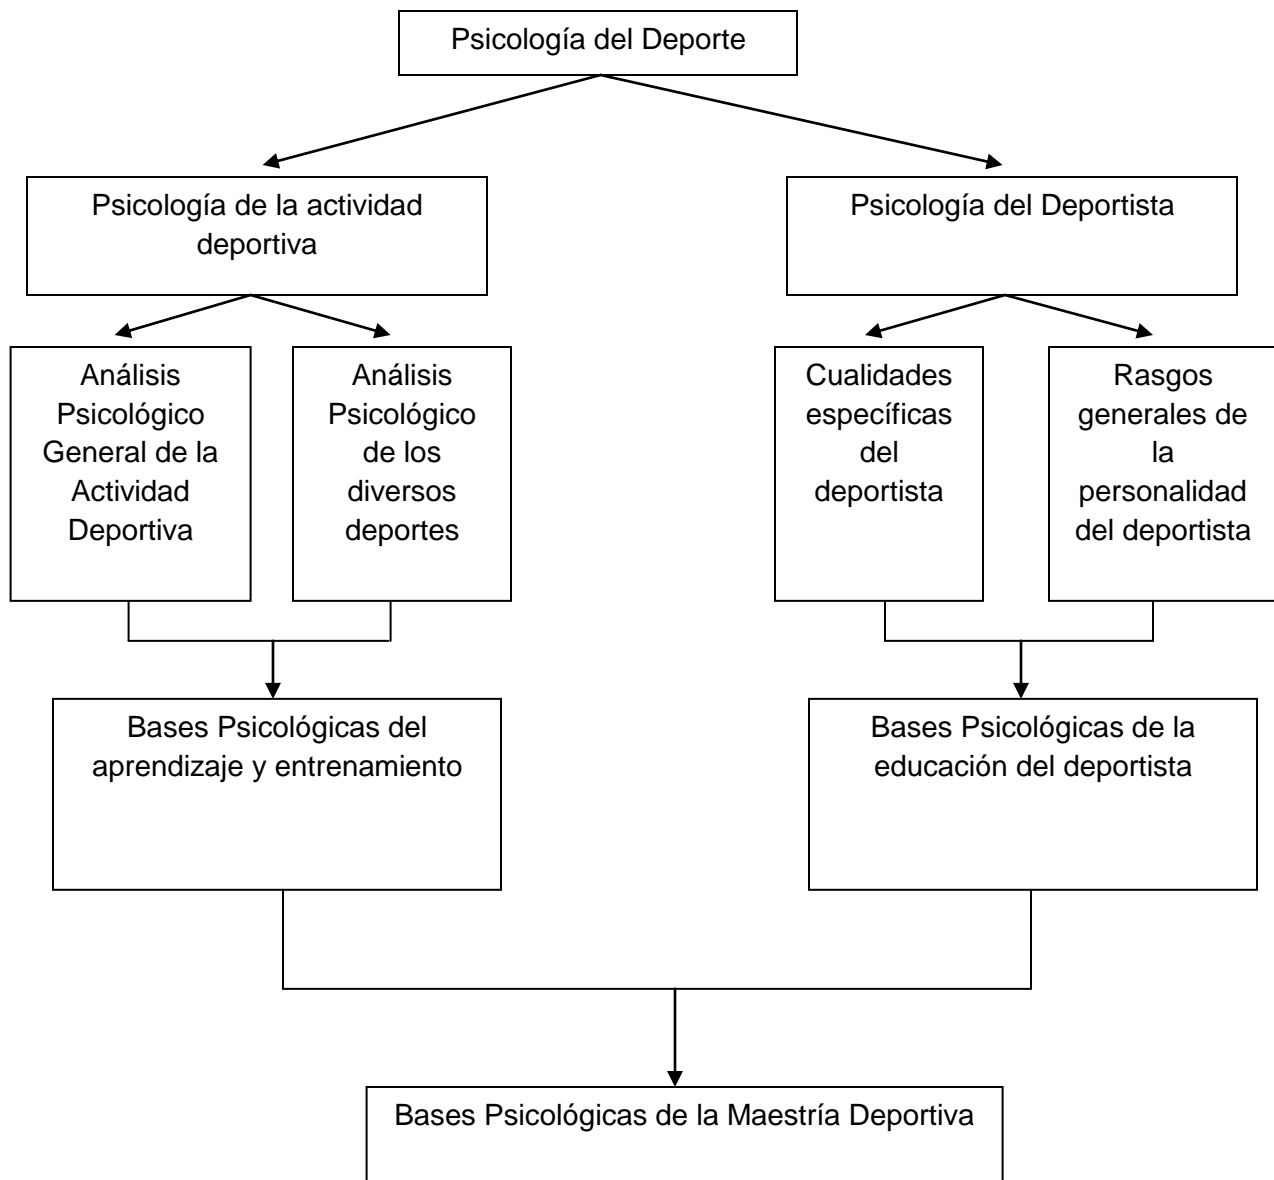 Psicología del Deporte
Psicología de la actividad
deportiva
Psicología del Deportista
Análisis
Psicológico
General de la
Actividad
Deportiva
Análisis
Psicológico
de los
diversos
deportes
Cualidades
específicas
del
deportista
Rasgos
generales de
la
personalidad
del deportista
Bases Psicológicas del
aprendizaje y entrenamiento
Bases Psicológicas de la
educación del deportista
Bases Psicológicas de la Maestría Deportiva